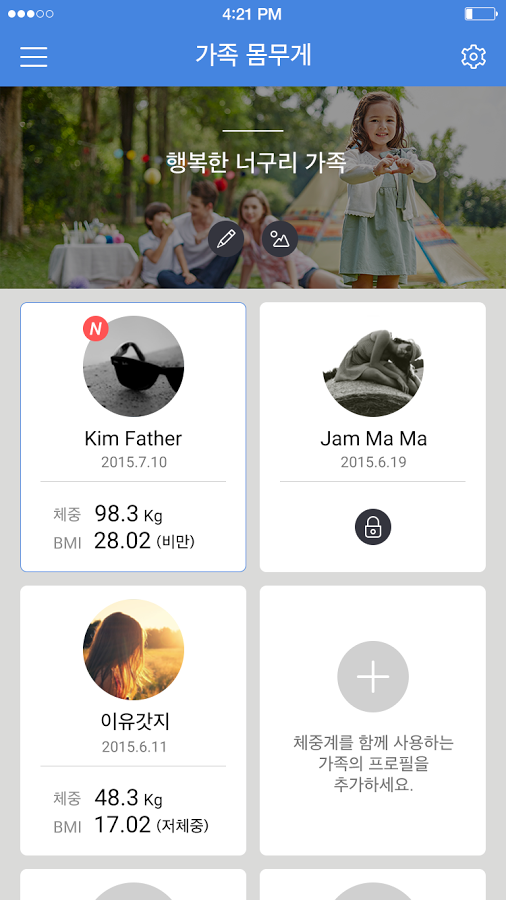 4:21 PM
가족 몸무게
행복한 너구리 가족
N
Kim Father
2015.7.10
체중 98.3 Kg
BMI 28.02 (비만)
Jam Ma Ma
2015.6.19
이유갓지
2015.6.11
체중 48.3 Kg
BMI 17.02 (저체중)
체중계를 함께 사용하는
가족의 프로필을
추가하세요.